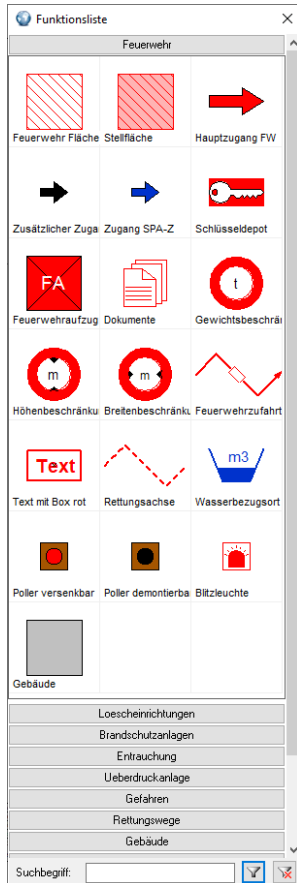 Funktionsliste
Feuerwehr
Feuerwehr Fläche Stellfläche Hauptzugang FW
Zusätzlicher Zuga Zugang SPA-Z Schlüsseldepot
FA
t
Feuerwehraufzug Dokumente Gewichtsbeschrä
m m
Höhenbeschränku Breitenbeschränku Feuerwehrzufahrt
Text m3
Text mit Box rot Rettungsachse Wasserbezugsort
Poller versenkbar Poller demontierba Blitzleuchte
Gebäude
Loescheinrichtungen
Brandschutzanlagen
Entrauchung
Ueberdruckanlage
Gefahren
Rettungswege
Gebäude
Suchbegriff: